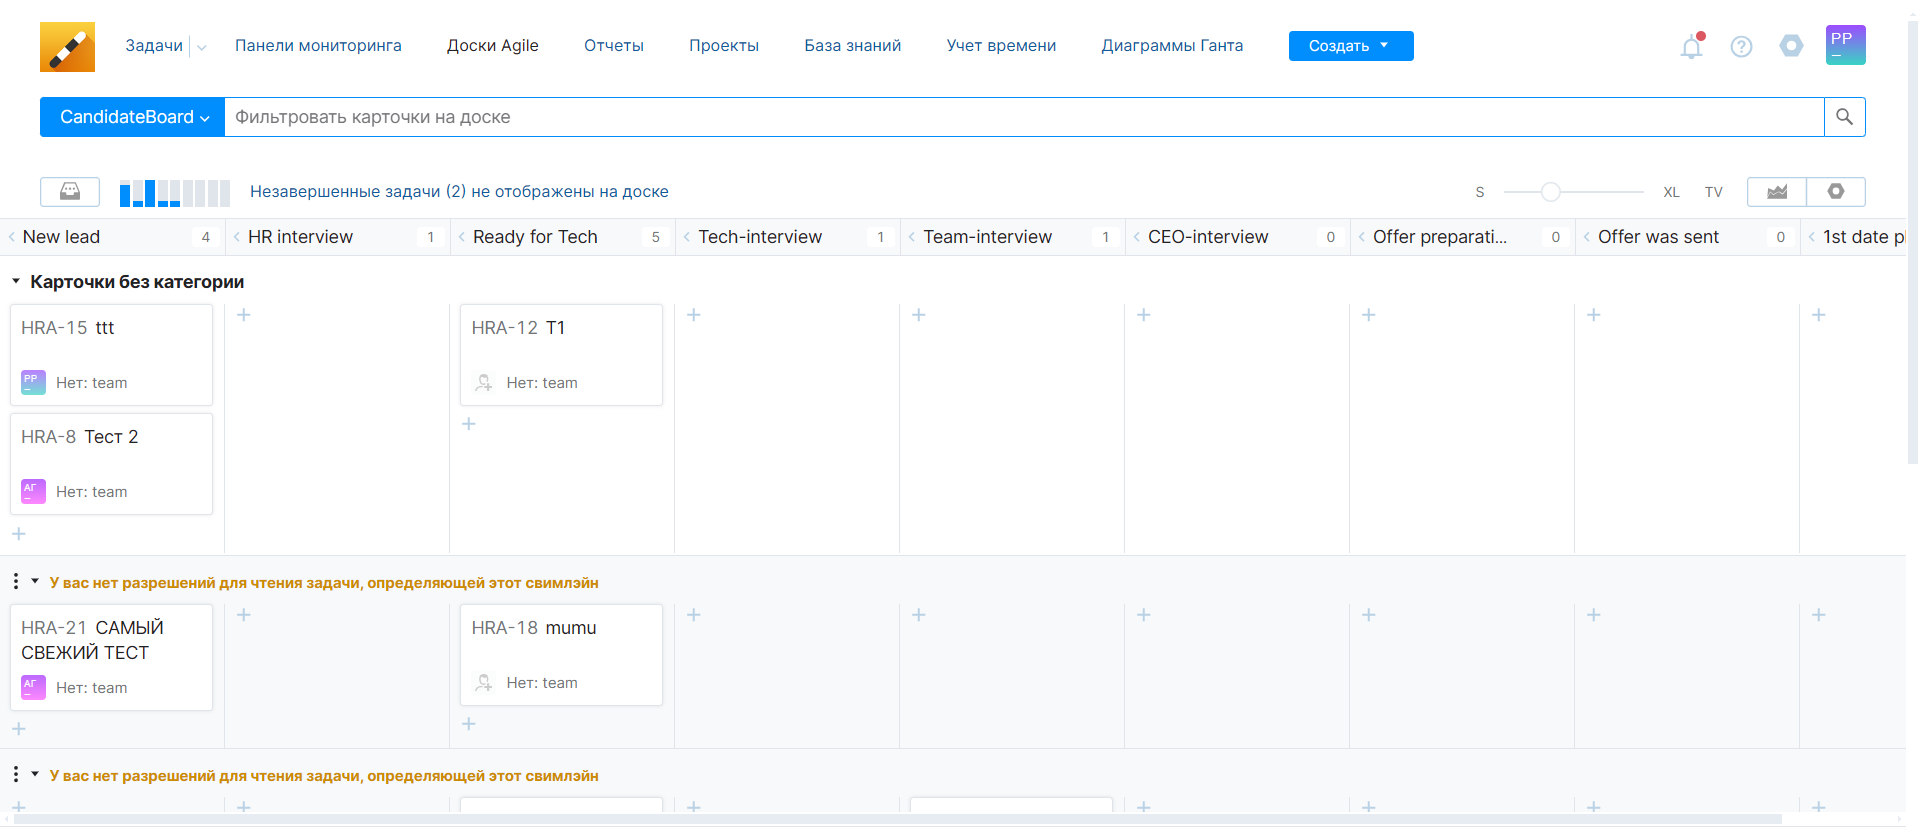 Задачи Панели мониторинга Доски Agile Отчеты Проекты База знаний Учет времени Диаграммы Ганта Создать PP
CandidateBoard Фильтровать карточки на доске
Незавершенные задачи (2) не отображены на доске S XL TV
New lead 4 HR interview 1 Ready for Tech 5 Tech-interview 1 Team-interview 1 CEO-interview 0 Offer preparati... 0 Offer was sent 0 1st date pl
Карточки без категории
HRA-15 ttt HRA-12 T1
PP Нет: team Нет: team
HRA-8 Тест 2
АГ Нет: team
У вас нет разрешений для чтения задачи, определяющей этот свимлэйн
HRA-21 САМЫЙ СВЕЖИЙ ТЕСТ HRA-18 mumu
АГ Нет: team Нет: team
У вас нет разрешений для чтения задачи, определяющей этот свимлэйн